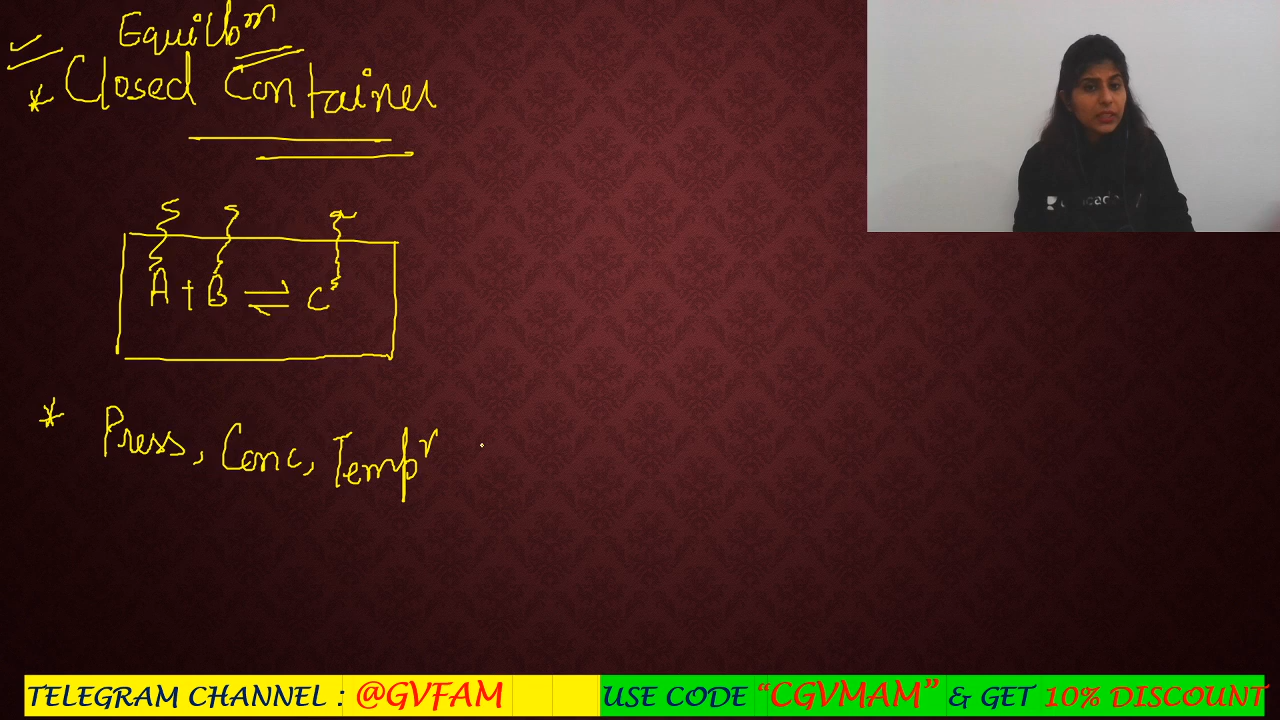 Equilbm
* Closed Container
A + B ⇌ C
* Press, Conc, Tempr
TELEGRAM CHANNEL : @GVFAM
USE CODE "CGVMAM" & GET 10% DISCOUNT